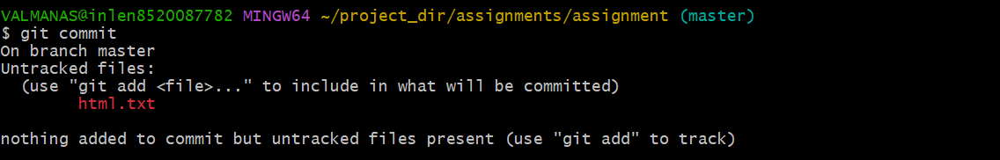 VALMANAS@inlen8520087782 MINGW64 ~/project_dir/assignments/assignment (master)
$ git commit
On branch master
Untracked files:
  (use "git add <file>..." to include in what will be committed)
        html.txt

nothing added to commit but untracked files present (use "git add" to track)